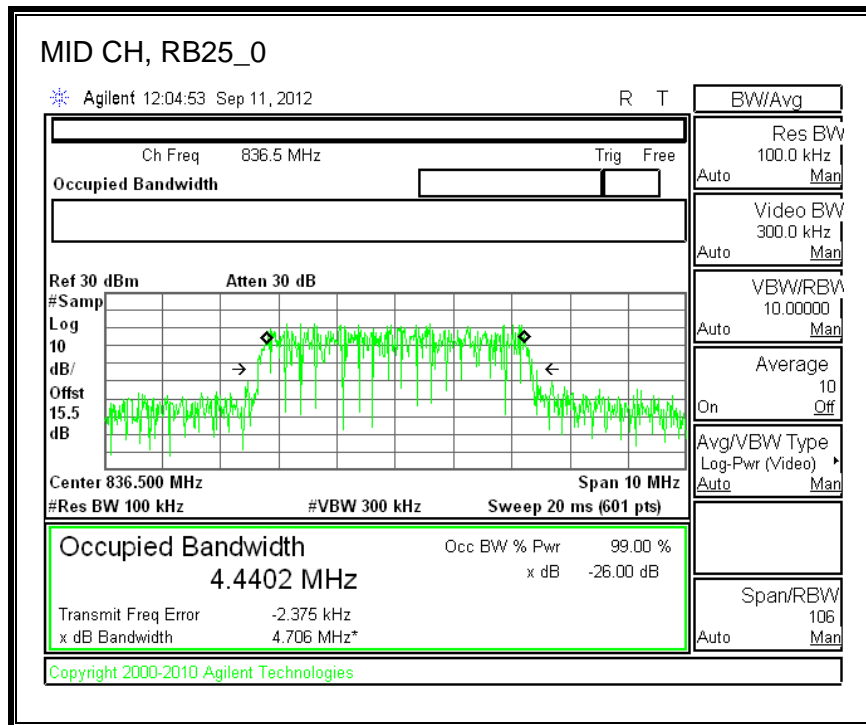 MID CH, RB25_0
Agilent 12:04:53 Sep 11, 2012 R T
Ch Freq 836.5 MHz Trig Free
Occupied Bandwidth
Ref 30 dBm Atten 30 dB
#Samp
Log
10
dB/
Offst
15.5
dB
Center 836.500 MHz Span 10 MHz
#Res BW 100 kHz #VBW 300 kHz Sweep 20 ms (601 pts)
Occupied Bandwidth Occ BW % Pwr 99.00 %
4.4402 MHz x dB -26.00 dB
Transmit Freq Error -2.375 kHz
x dB Bandwidth 4.706 MHz*
Copyright 2000-2010 Agilent Technologies
BW/Avg
Res BW
100.0 kHz
Auto Man
Video BW
300.0 kHz
Auto Man
VBW/RBW
10.00000
Auto Man
Average
10
On Off
Avg/VBW Type
Log-Pwr (Video)
Auto Man
Span/RBW
106
Auto Man